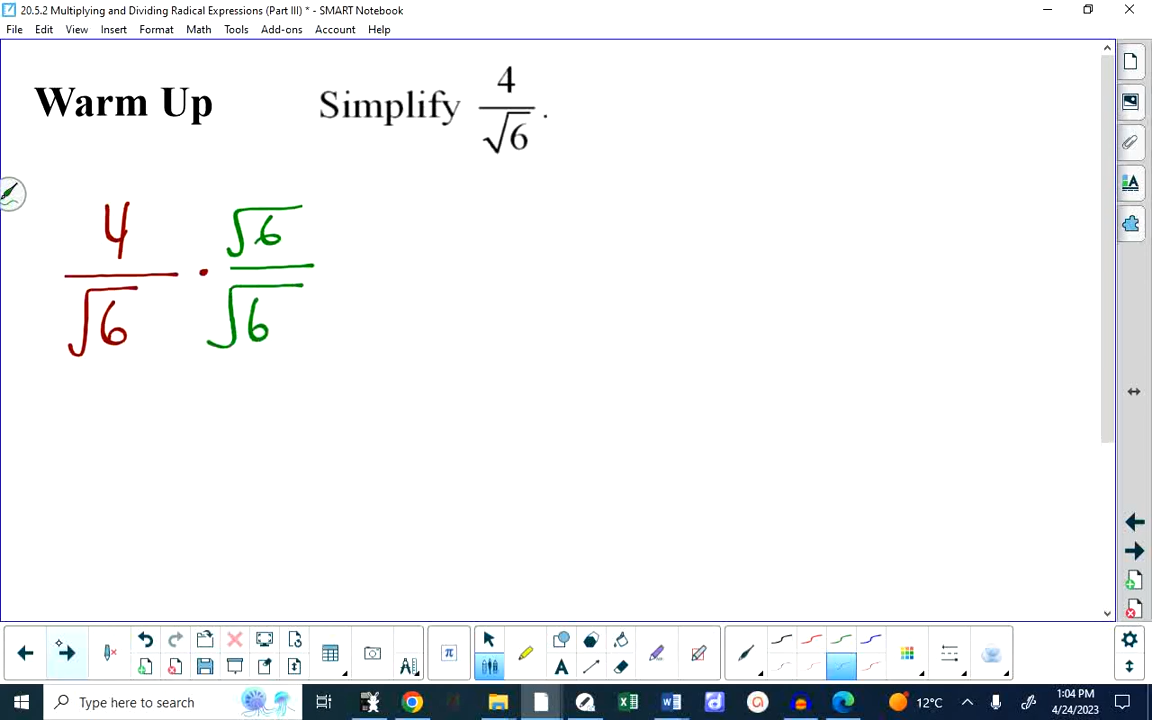 20.5.2 Multiplying and Dividing Radical Expressions (Part III) * - SMART Notebook
File Edit View Insert Format Math Tools Add-ons Account Help
Warm Up Simplify 4/√6 .
4/√6 · √6/√6
π
A
Type here to search
12°C
1:04 PM
4/24/2023